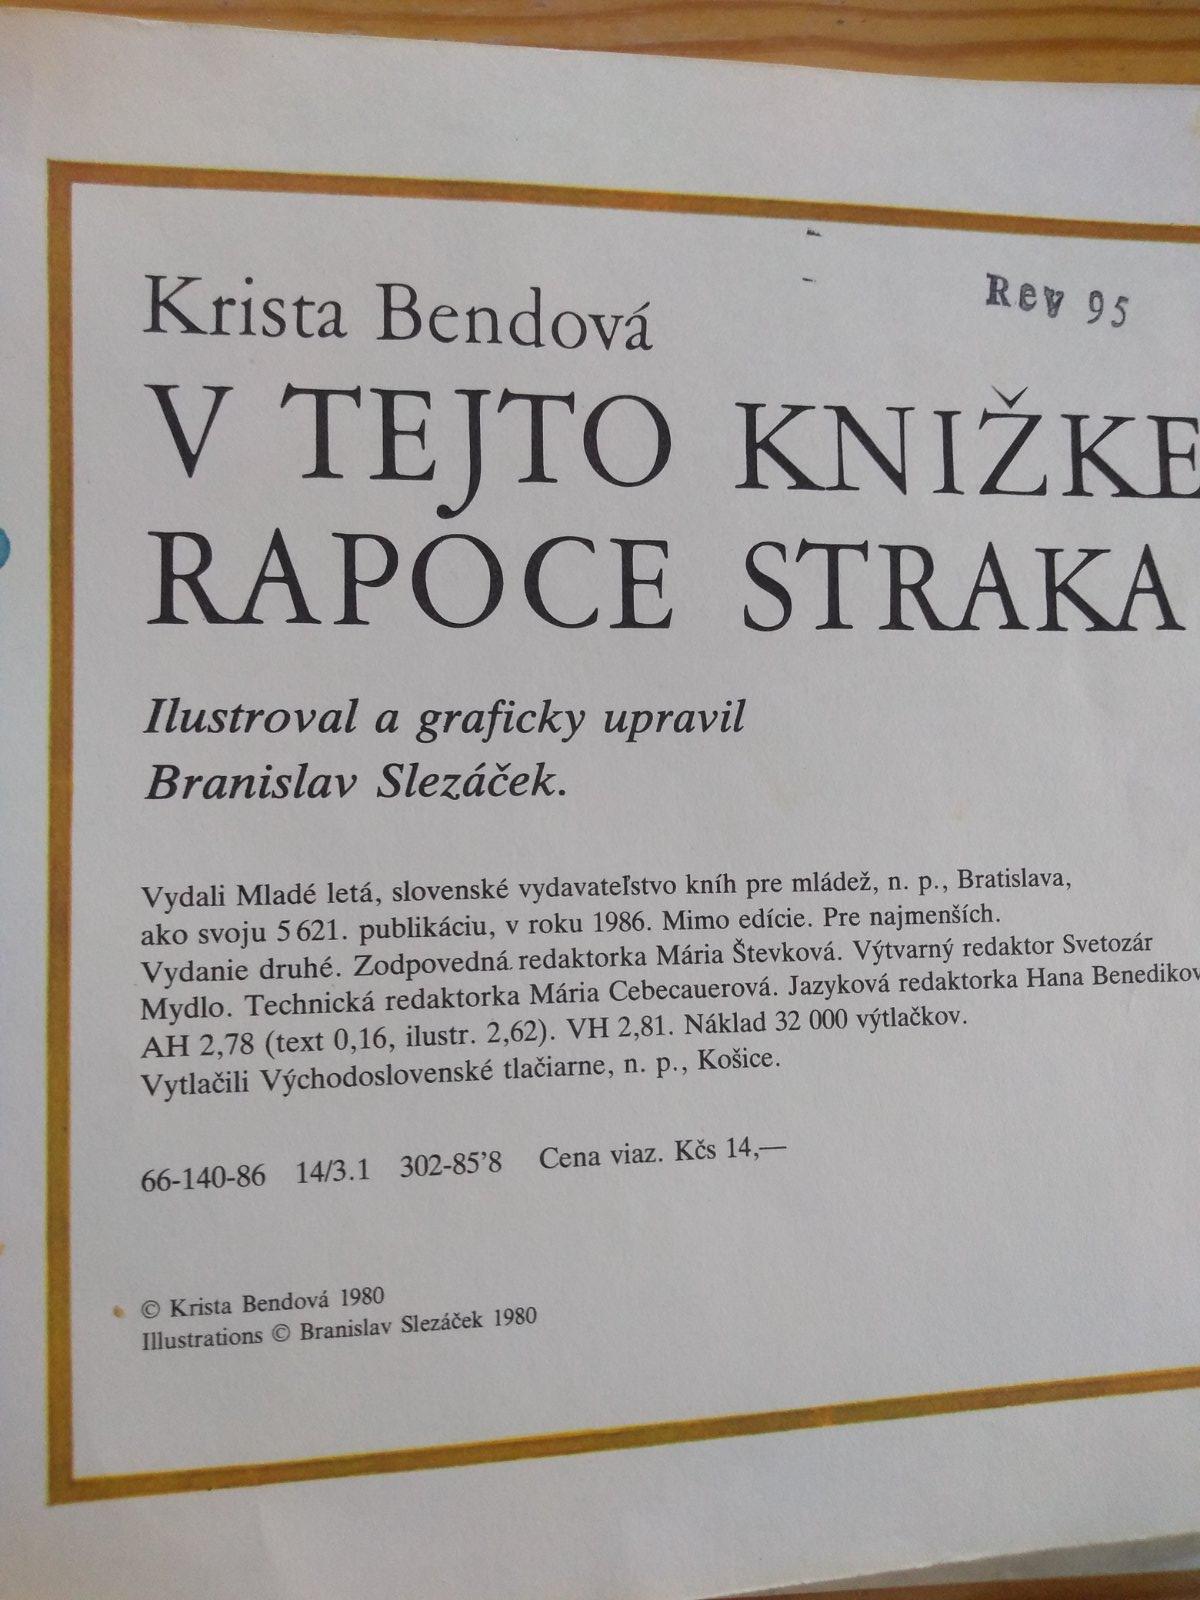 Krista Bendová
Rev 95
V TEJTO KNIŽKE
RAPOCE STRAKA
Ilustroval a graficky upravil
Branislav Slezáček.
Vydali Mladé letá, slovenské vydavateľstvo kníh pre mládež, n. p., Bratislava,
ako svoju 5 621. publikáciu, v roku 1986. Mimo edície. Pre najmenších.
Vydanie druhé. Zodpovedná redaktorka Mária Števková. Výtvarný redaktor Svetozár
Mydlo. Technická redaktorka Mária Cebecauerová. Jazyková redaktorka Hana
AH 2,78 (text 0,16, ilustr. 2,62). VH 2,81. Náklad 32 000 výtlačkov.
Vytlačili Východoslovenské tlačiarne, n. p., Košice.
66-140-86 14/3.1 302-85’8 Cena viaz. Kčs 14,—
© Krista Bendová 1980
Illustrations © Branislav Slezáček 1980